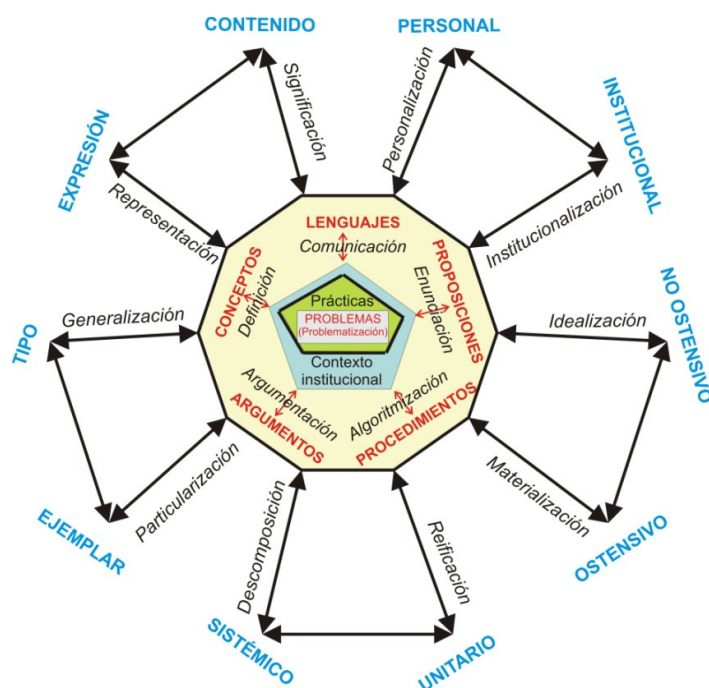 CONTENIDO
PERSONAL
EXPRESIÓN
Significación
Personalización
INSTITUCIONAL
Representación
Institucionalización
LENGUAJES
Comunicación
CONCEPTOS
Definición
PROPOSICIONES
Enunciación
Prácticas
PROBLEMAS
(Problematización)
Contexto
institucional
TIPO
Generalización
Idealización
NO OSTENSIVO
Argumentación
ARGUMENTOS
Algoritmización
PROCEDIMIENTOS
EJEMPLAR
Particularización
Materialización
OSTENSIVO
Descomposición
Reificación
SISTÉMICO
UNITARIO